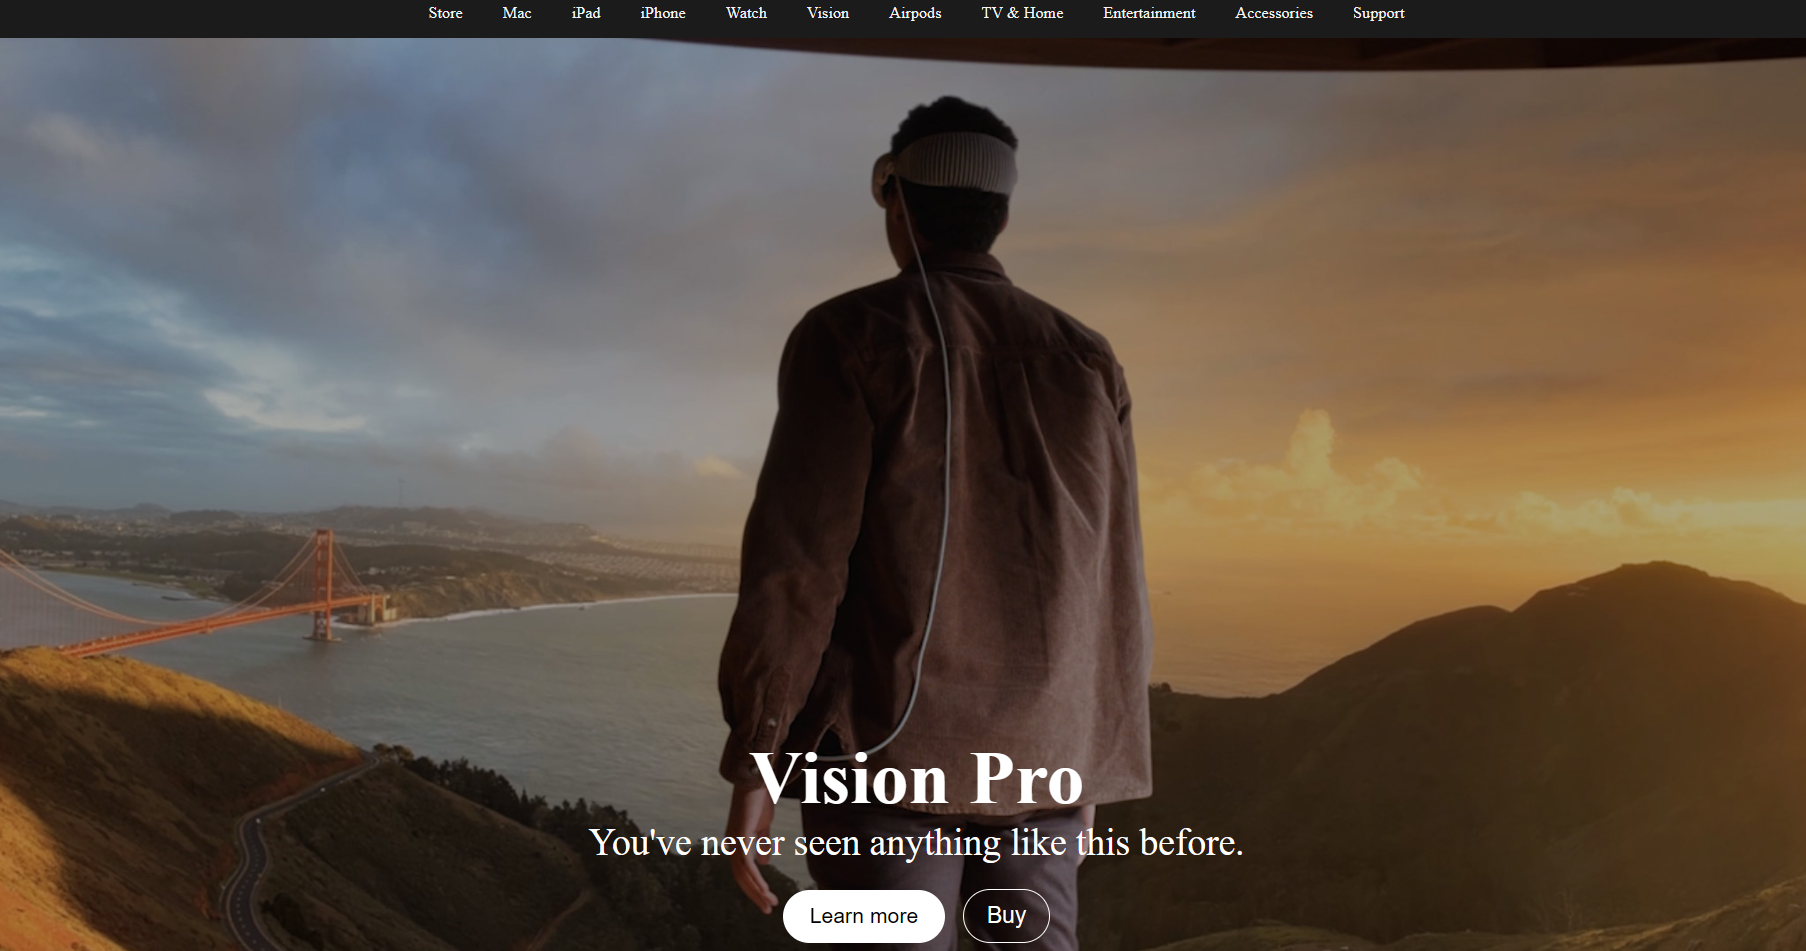 Store Mac iPad iPhone Watch Vision Airpods TV & Home Entertainment Accessories Support
Vision Pro
You've never seen anything like this before.
Learn more Buy